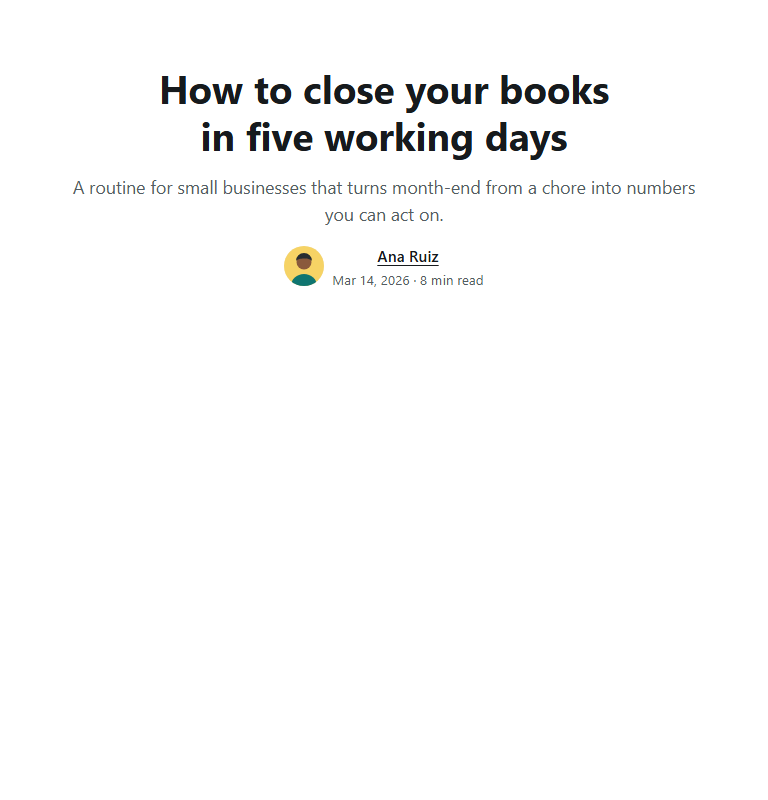 How to close your books
in five working days
A routine for small businesses that turns month-end from a chore into numbers
you can act on.
Ana Ruiz
Mar 14, 2026 · 8 min read